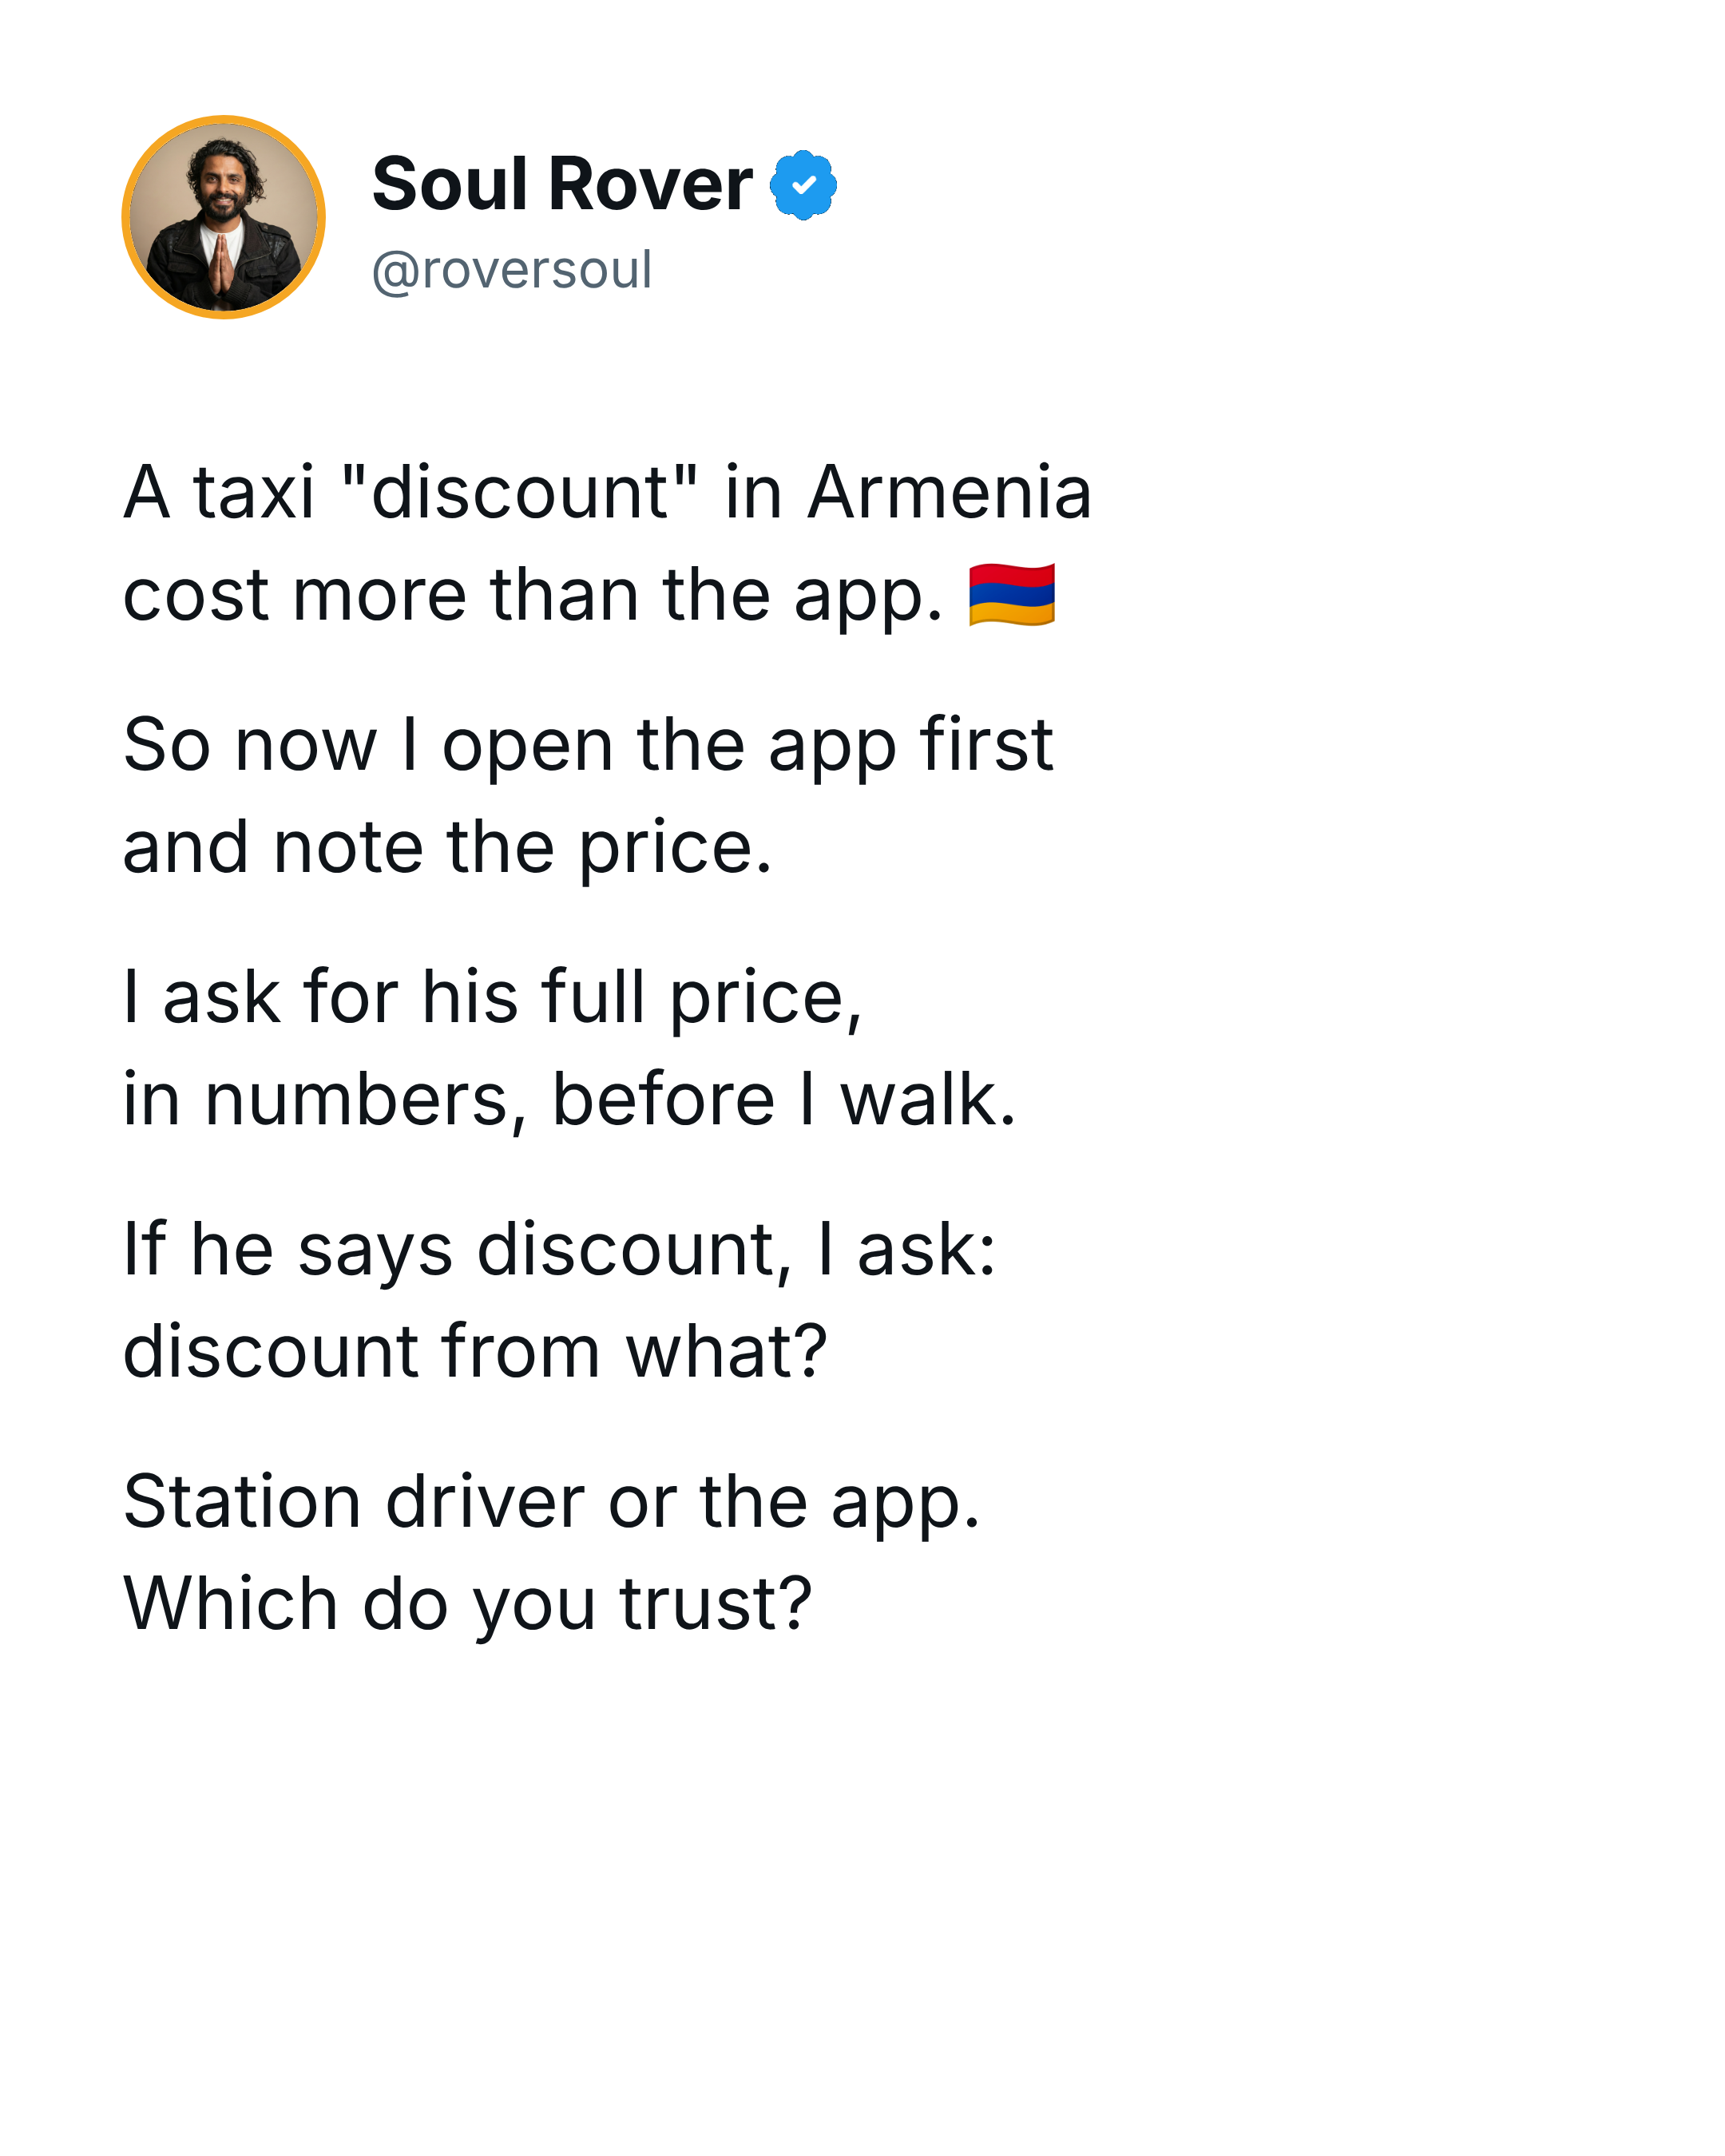 Soul Rover
@roversoul
A taxi "discount" in Armenia
cost more than the app. 🇦🇲
So now I open the app first
and note the price.
I ask for his full price,
in numbers, before I walk.
If he says discount, I ask:
discount from what?
Station driver or the app.
Which do you trust?